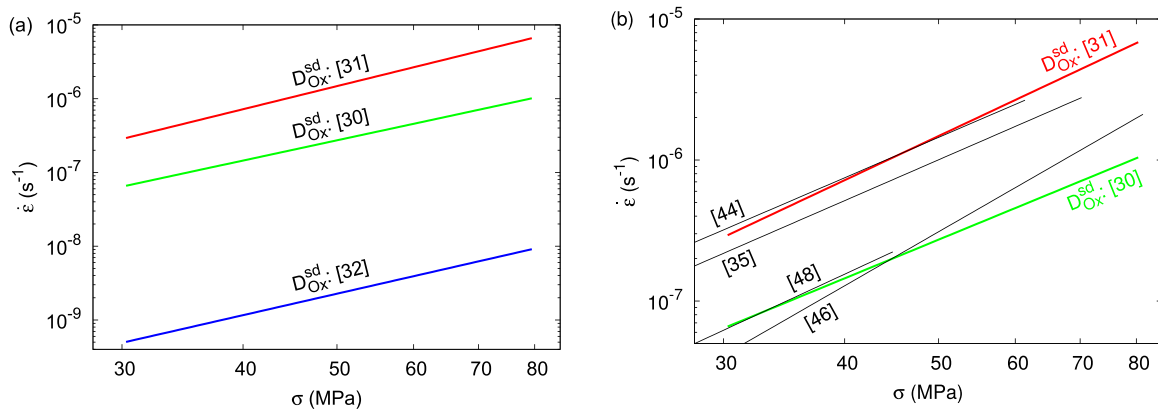 (a)
10⁻⁵
10⁻⁶
10⁻⁷
10⁻⁸
10⁻⁹
ε̇ (s⁻¹)
D^sd_Ox: [31]
D^sd_Ox: [30]
D^sd_Ox: [32]
30 40 50 60 70 80
σ (MPa)
(b)
10⁻⁵
10⁻⁶
10⁻⁷
ε̇ (s⁻¹)
D^sd_Ox: [31]
[44]
[35]
D^sd_Ox: [30]
[48]
[46]
30 40 50 60 70 80
σ (MPa)